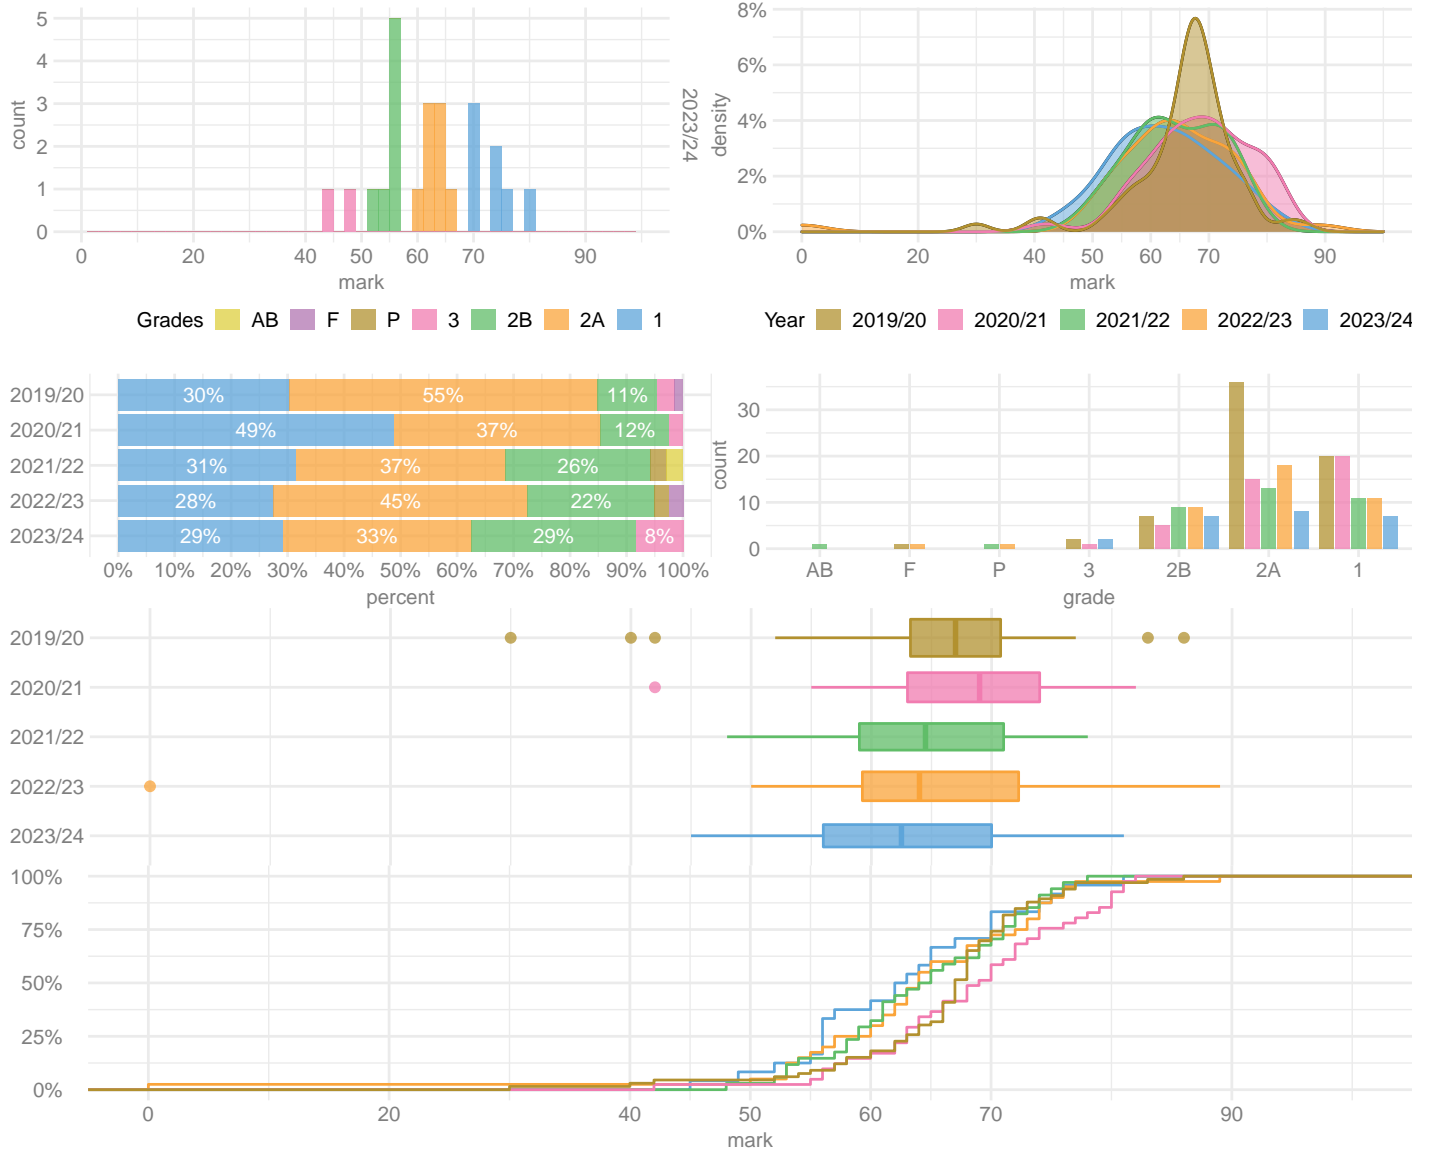 5
4
3
2
1
0
count
0 20 40 50 60 70 90
mark
2023/24
8%
6%
4%
2%
0%
density
0 20 40 50 60 70 90
mark
Grades AB F P 3 2B 2A 1
Year 2019/20 2020/21 2021/22 2022/23 2023/24
2019/20 30% 55% 11%
2020/21 49% 37% 12%
2021/22 31% 37% 26%
2022/23 28% 45% 22%
2023/24 29% 33% 29% 8%
0% 10% 20% 30% 40% 50% 60% 70% 80% 90% 100%
percent
30
20
10
0
count
AB F P 3 2B 2A 1
grade
2019/20
2020/21
2021/22
2022/23
2023/24
100%
75%
50%
25%
0%
0 20 40 50 60 70 90
mark